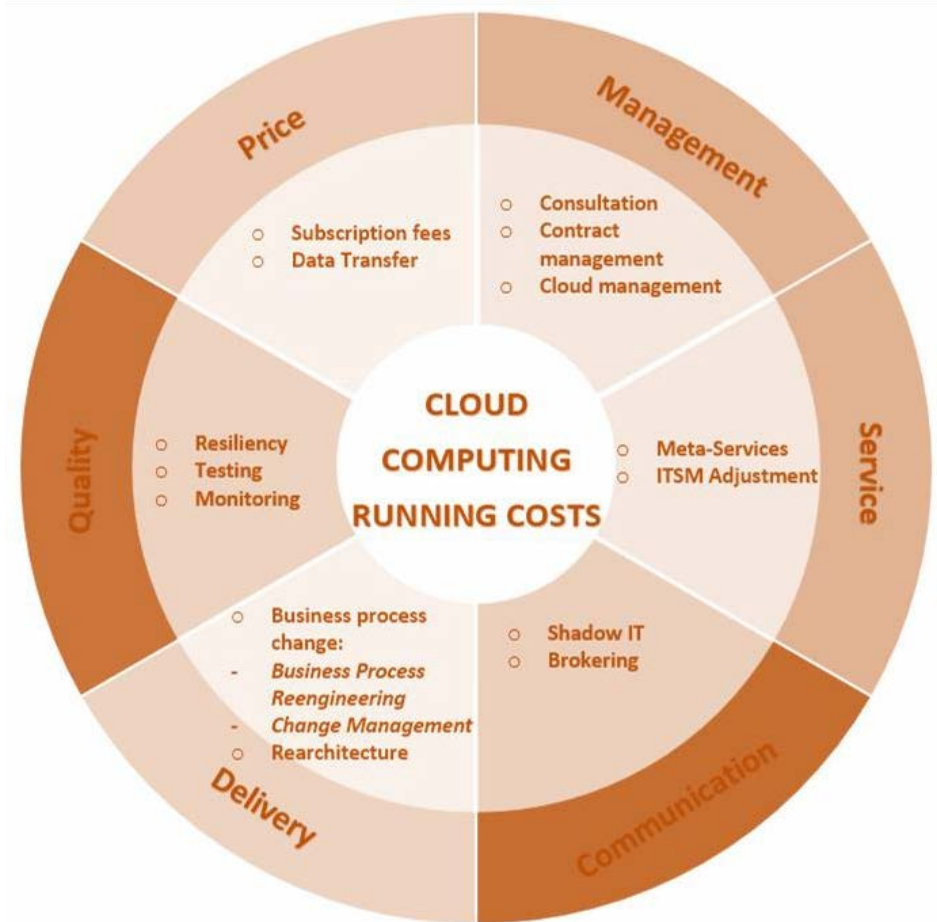 Price
○ Subscription fees
○ Data Transfer
Management
○ Consultation
○ Contract
management
○ Cloud management
Service
○ Meta-Services
○ ITSM Adjustment
Communication
○ Shadow IT
○ Brokering
Delivery
○ Business process
change:
- Business Process
Reengineering
- Change Management
○ Rearchitecture
Quality
○ Resiliency
○ Testing
○ Monitoring
CLOUD
COMPUTING
RUNNING COSTS